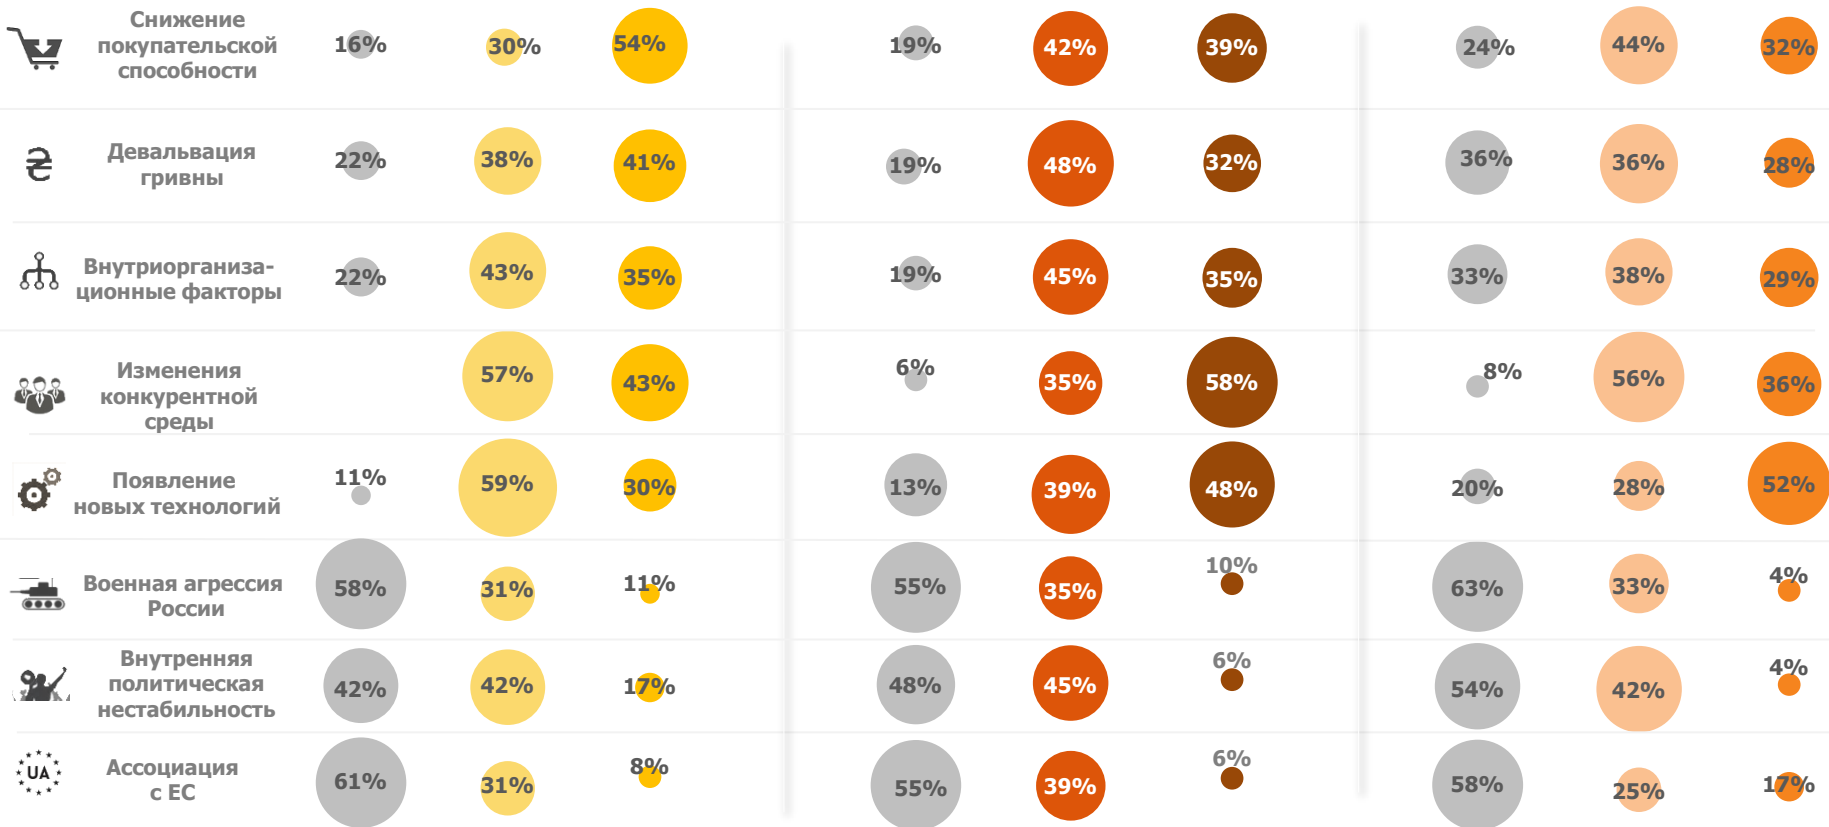 Снижение
покупательской
способности
16% 30% 54% 19% 42% 39% 24% 44% 32%
Девальвация
гривны
22% 38% 41% 19% 48% 32% 36% 36% 28%
Внутриорганиза-
ционные факторы
22% 43% 35% 19% 45% 35% 33% 38% 29%
Изменения
конкурентной
среды
57% 43% 6% 35% 58% 8% 56% 36%
Появление
новых технологий
11% 59% 30% 13% 39% 48% 20% 28% 52%
Военная агрессия
России
58% 31% 11% 55% 35% 10% 63% 33% 4%
Внутренняя
политическая
нестабильность
42% 42% 17% 48% 45% 6% 54% 42% 4%
UA
Ассоциация
с ЕС
61% 31% 8% 55% 39% 6% 58% 25% 17%